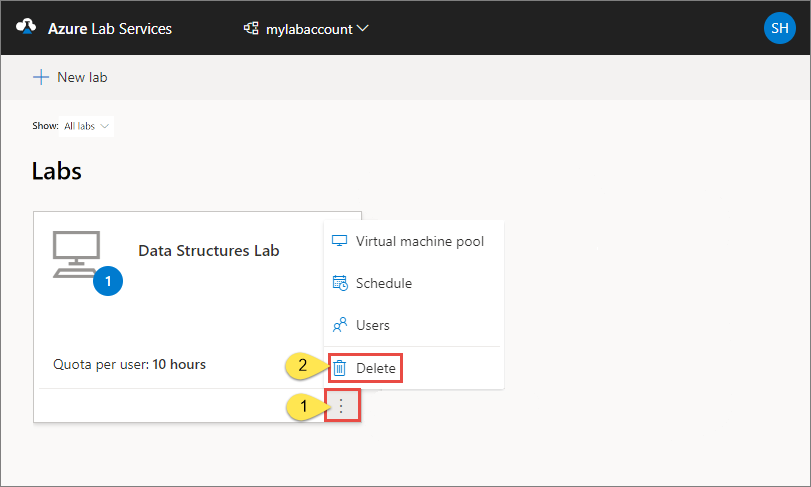 Azure Lab Services
mylabaccount
SH
New lab
Show: All labs
Labs
Data Structures Lab
1
Virtual machine pool
Schedule
Users
Quota per user: 10 hours
2
Delete
1